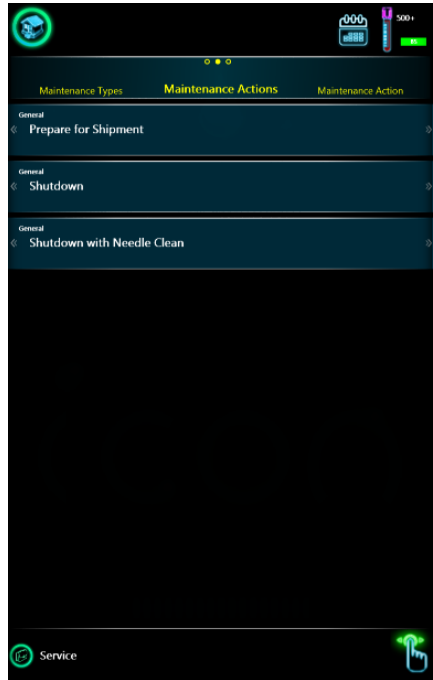 000
500+
Maintenance Types
Maintenance Actions
Maintenance Action
General
Prepare for Shipment
General
Shutdown
General
Shutdown with Needle Clean
Service